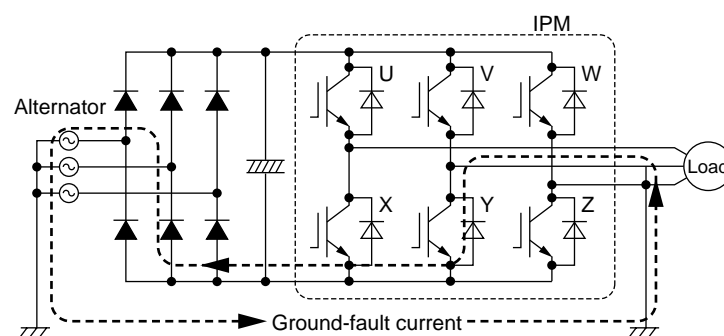 IPM
U
V
W
Alternator
Load
X
Y
Z
Ground-fault current